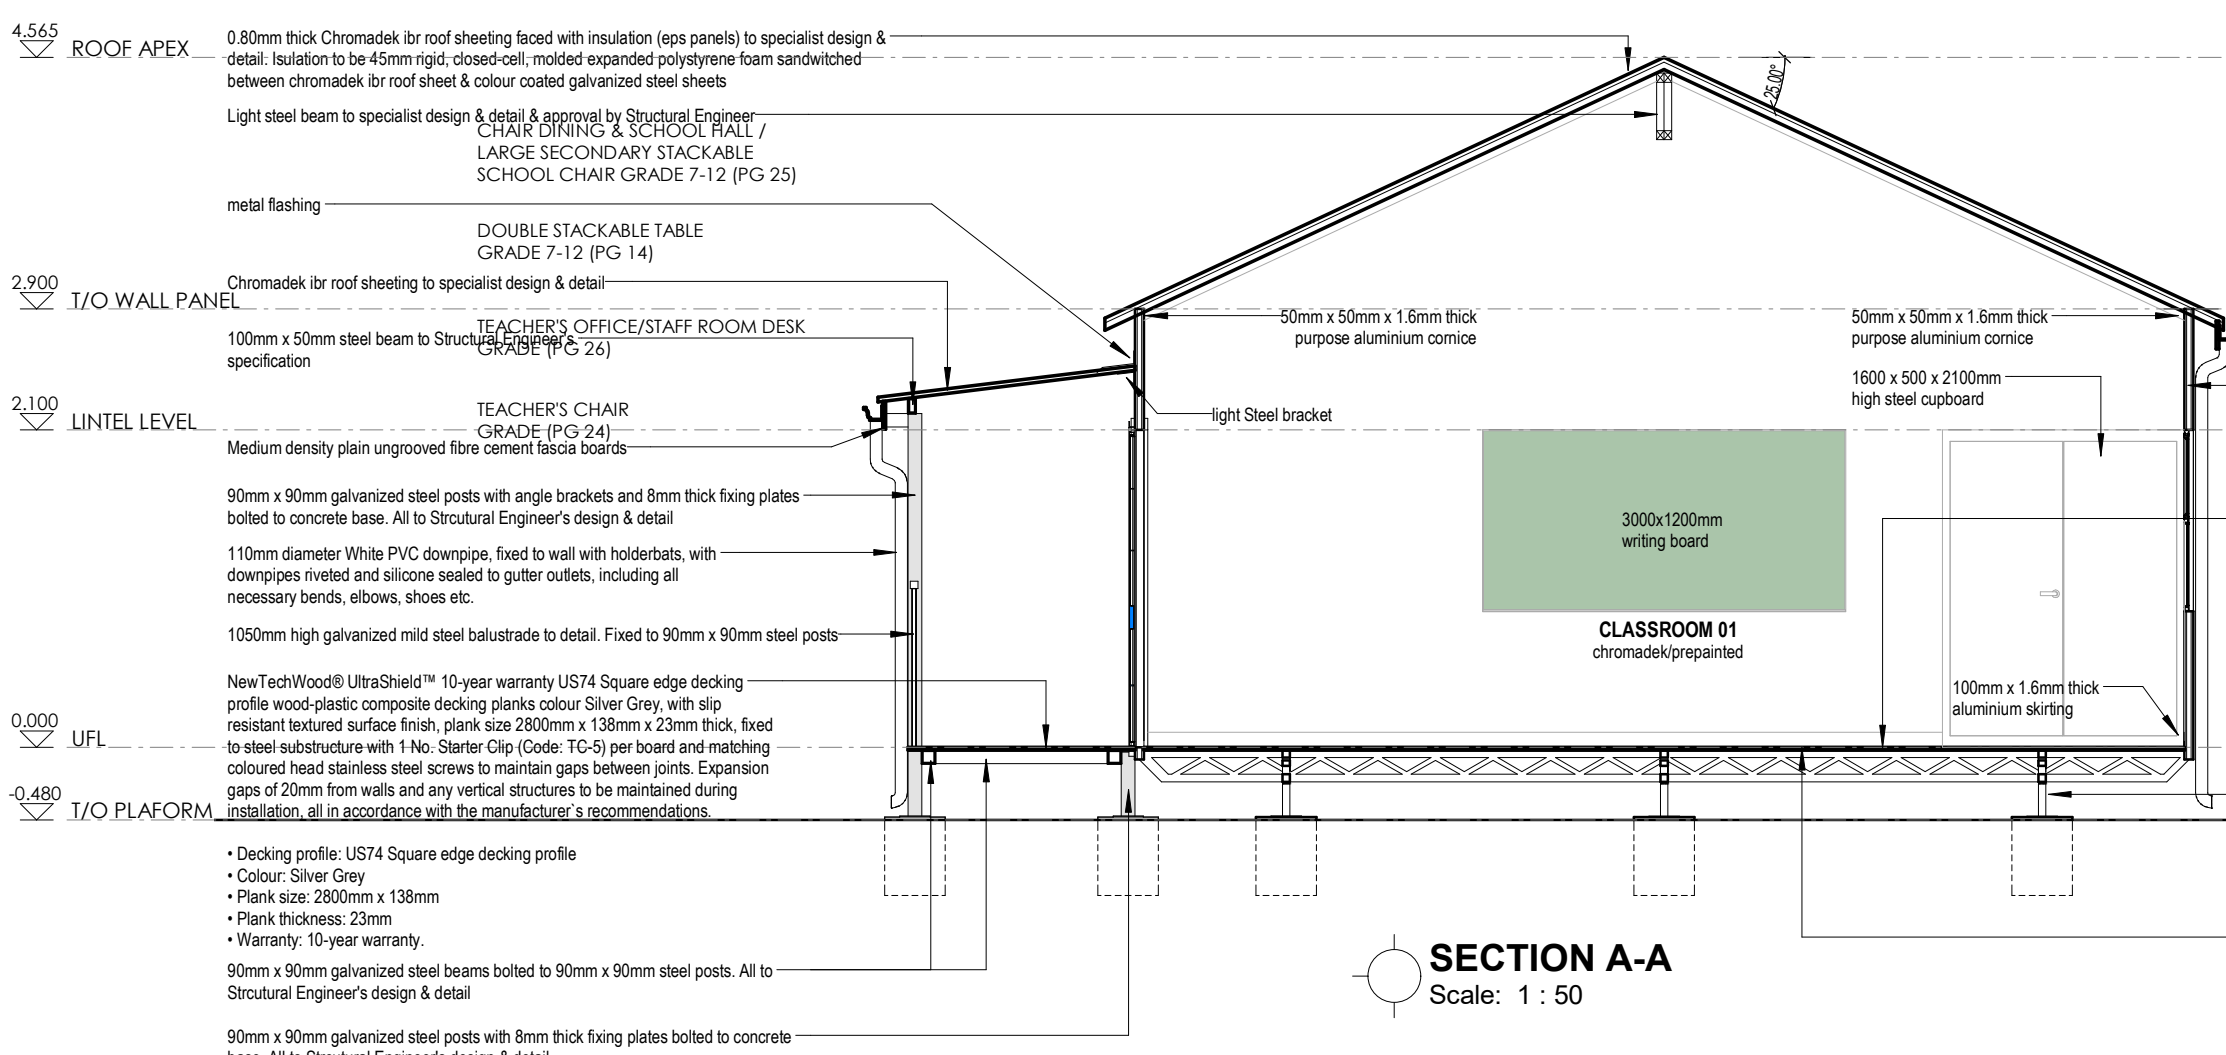 4.565
ROOF APEX
0.80mm thick Chromadek ibr roof sheeting faced with insulation (eps panels) to specialist design &
detail. Isulation to be 45mm rigid, closed-cell, molded expanded polystyrene foam sandwitched
between chromadek ibr roof sheet & colour coated galvanized steel sheets
25.00°
Light steel beam to specialist design & detail & approval by Structural Engineer
CHAIR DINING & SCHOOL HALL /
LARGE SECONDARY STACKABLE
SCHOOL CHAIR GRADE 7-12 (PG 25)
metal flashing
DOUBLE STACKABLE TABLE
GRADE 7-12 (PG 14)
2.900
T/O WALL PANEL
Chromadek ibr roof sheeting to specialist design & detail
TEACHER'S OFFICE/STAFF ROOM DESK
GRADE (PG 26)
100mm x 50mm steel beam to Structural Engineer's
specification
50mm x 50mm x 1.6mm thick
purpose aluminium cornice
50mm x 50mm x 1.6mm thick
purpose aluminium cornice
1600 x 500 x 2100mm
high steel cupboard
2.100
LINTEL LEVEL
TEACHER'S CHAIR
GRADE (PG 24)
light Steel bracket
Medium density plain ungrooved fibre cement fascia boards
90mm x 90mm galvanized steel posts with angle brackets and 8mm thick fixing plates
bolted to concrete base. All to Strcutural Engineer's design & detail
3000x1200mm
writing board
110mm diameter White PVC downpipe, fixed to wall with holderbats, with
downpipes riveted and silicone sealed to gutter outlets, including all
necessary bends, elbows, shoes etc.
1050mm high galvanized mild steel balustrade to detail. Fixed to 90mm x 90mm steel posts
CLASSROOM 01
chromadek/prepainted
100mm x 1.6mm thick
aluminium skirting
0.000
UFL
NewTechWood® UltraShield™ 10-year warranty US74 Square edge decking
profile wood-plastic composite decking planks colour Silver Grey, with slip
resistant textured surface finish, plank size 2800mm x 138mm x 23mm thick, fixed
to steel substructure with 1 No. Starter Clip (Code: TC-5) per board and matching
coloured head stainless steel screws to maintain gaps between joints. Expansion
gaps of 20mm from walls and any vertical structures to be maintained during
installation, all in accordance with the manufacturer`s recommendations.
-0.480
T/O PLAFORM
• Decking profile: US74 Square edge decking profile
• Colour: Silver Grey
• Plank size: 2800mm x 138mm
• Plank thickness: 23mm
• Warranty: 10-year warranty.
90mm x 90mm galvanized steel beams bolted to 90mm x 90mm steel posts. All to
Strcutural Engineer's design & detail
SECTION A-A
Scale: 1 : 50
90mm x 90mm galvanized steel posts with 8mm thick fixing plates bolted to concrete
base. All to Strcutural Engineer's design & detail